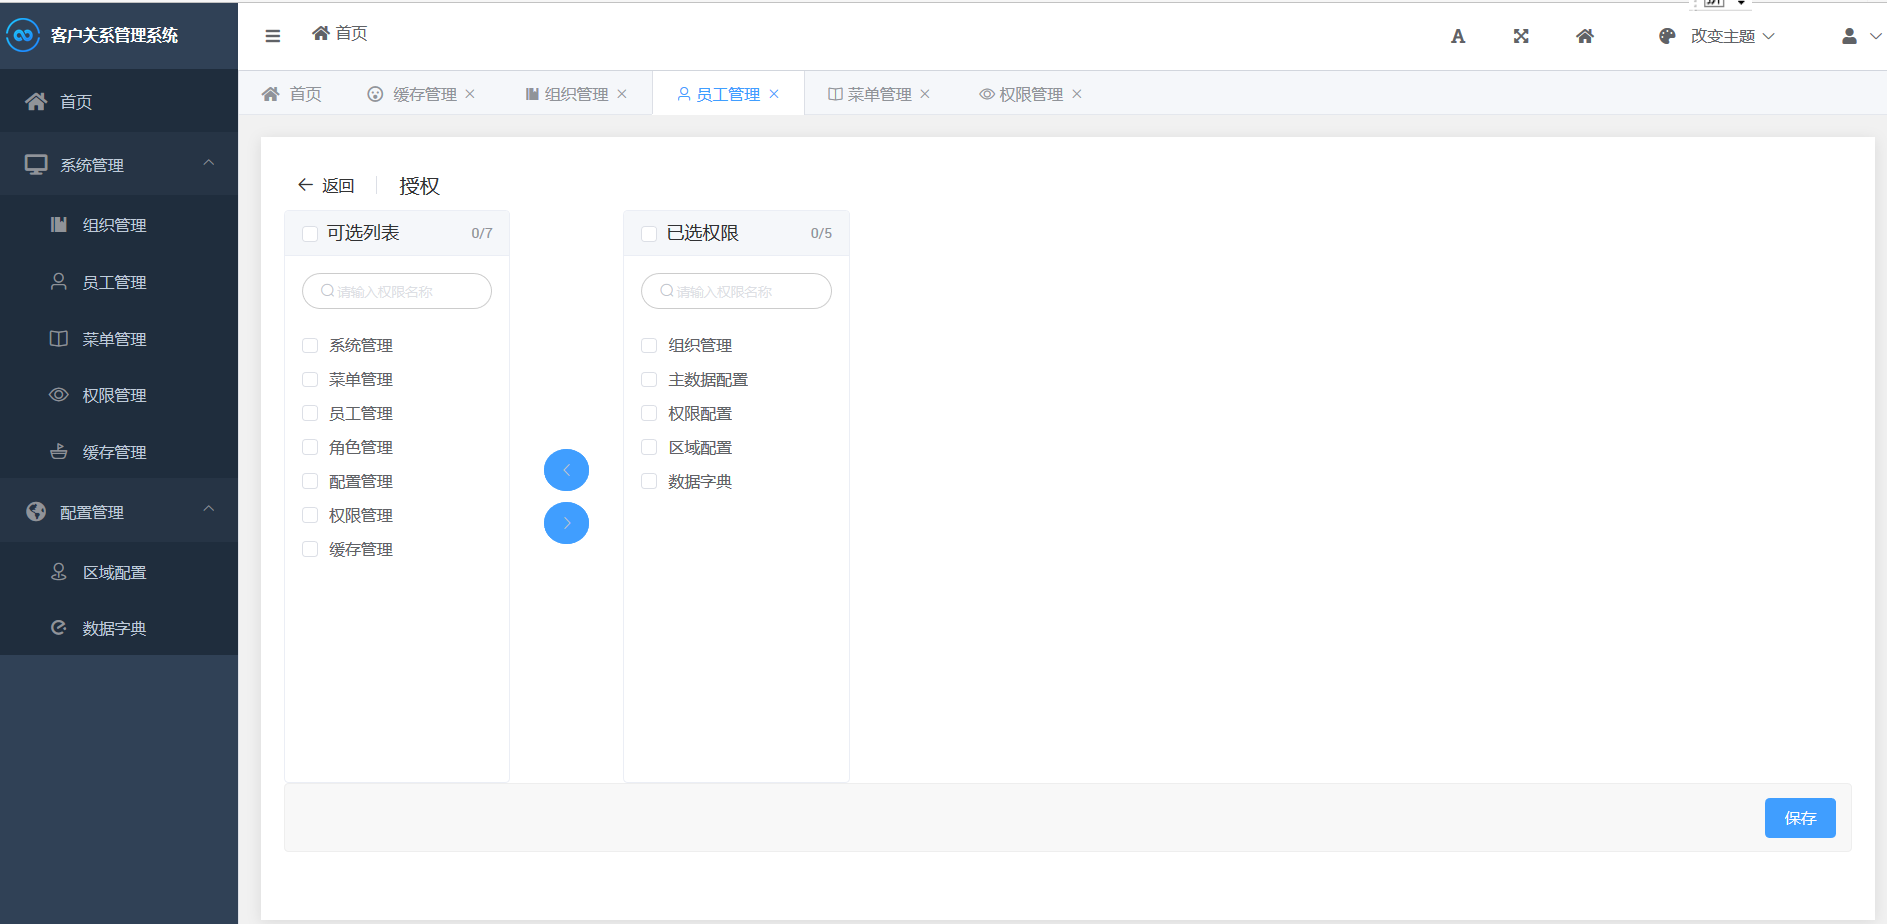 客户关系管理系统
首页
A
改变主题
首页
缓存管理
组织管理
员工管理
菜单管理
权限管理
首页
系统管理
组织管理
员工管理
菜单管理
权限管理
缓存管理
配置管理
区域配置
数据字典
返回
授权
可选列表 0/7
请输入权限名称
系统管理
菜单管理
员工管理
角色管理
配置管理
权限管理
缓存管理
已选权限 0/5
请输入权限名称
组织管理
主数据配置
权限配置
区域配置
数据字典
保存